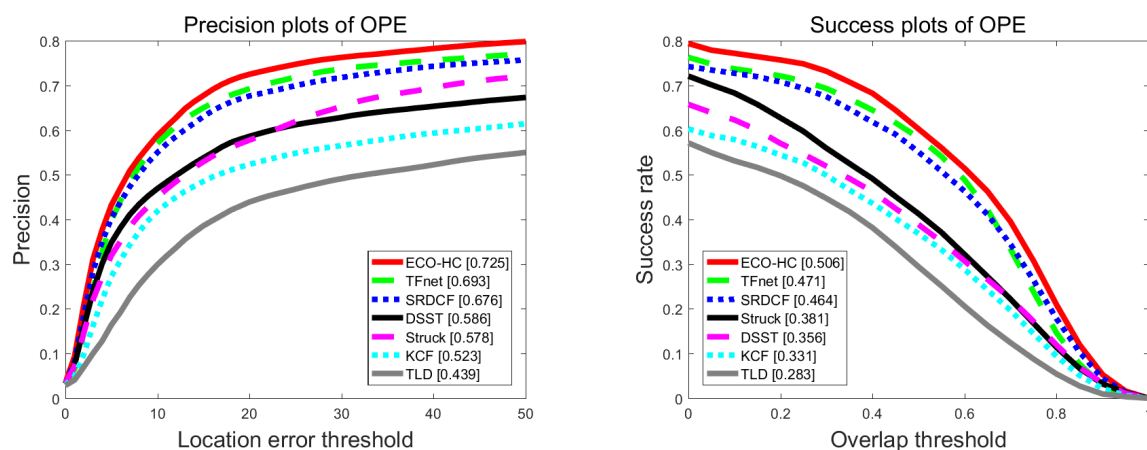 Precision plots of OPE
0.8
0.7
0.6
0.5
0.4
0.3
0.2
0.1
0
Precision
ECO-HC [0.725]
TFnet [0.693]
SRDCF [0.676]
DSST [0.586]
Struck [0.578]
KCF [0.523]
TLD [0.439]
0 10 20 30 40 50
Location error threshold
Success plots of OPE
0.8
0.7
0.6
0.5
0.4
0.3
0.2
0.1
0
Success rate
ECO-HC [0.506]
TFnet [0.471]
SRDCF [0.464]
Struck [0.381]
DSST [0.356]
KCF [0.331]
TLD [0.283]
0 0.2 0.4 0.6 0.8
Overlap threshold